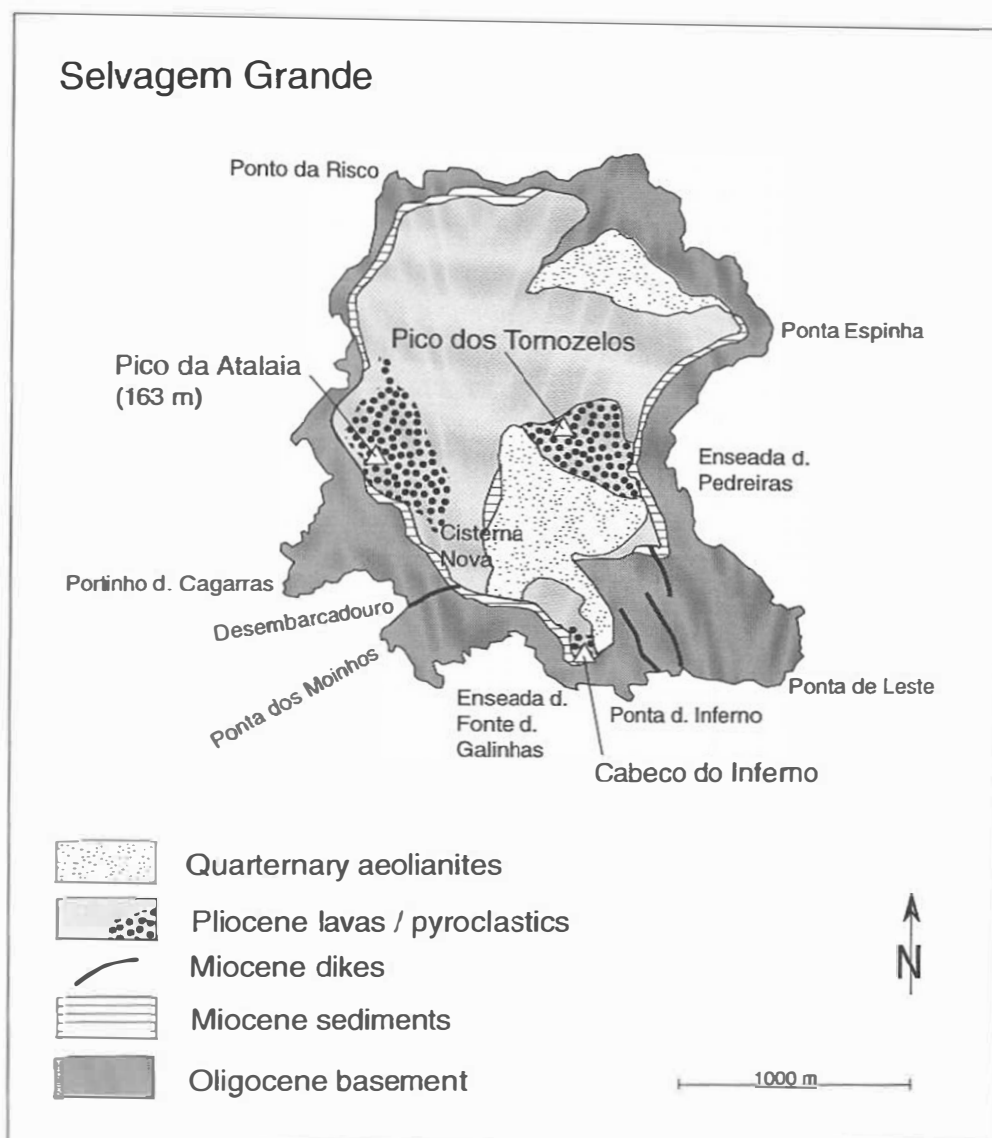 Selvagem Grande
Ponto da Risco
Ponta Espinha
Pico dos Tornozelos
Pico da Atalaia
(163 m)
Enseada d.
Pedreiras
Cisterna
Nova
Portinho d. Cagarras
Desembarcadouro
Ponta dos Moinhos
Enseada d.
Fonte d.
Galinhas
Ponta d. Inferno
Ponta de Leste
Cabeco do Inferno
Quarternary aeolianites
Pliocene lavas / pyroclastics
Miocene dikes
Miocene sediments
Oligocene basement
N
1000 m